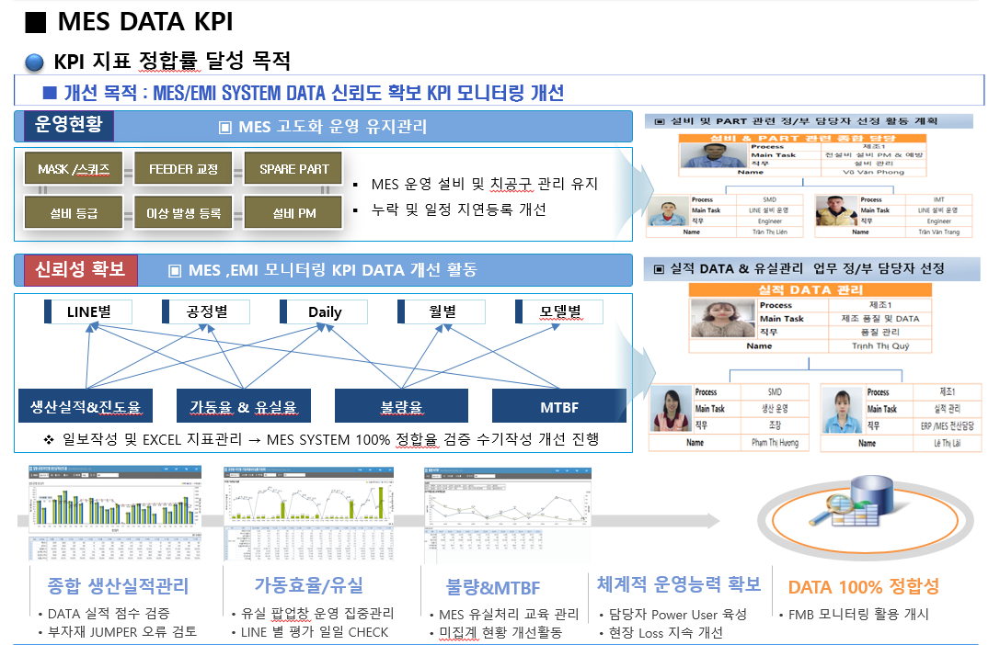 ■ MES DATA KPI
KPI 지표 정합률 달성 목적
■ 개선 목적 : MES/EMI SYSTEM DATA 신뢰도 확보 KPI 모니터링 개선
운영현황
▣ MES 고도화 운영 유지관리
MASK /스퀴즈
FEEDER 교정
SPARE PART
설비 등급
이상 발생 등록
설비 PM
▪ MES 운영 설비 및 치공구 관리 유지
▪ 누락 및 일정 지연등록 개선
▣ 설비 및 PART 관련 정/부 담당자 선정 활동 계획
설비 & PART 관련 종합 담당
Process 제조1
Main Task 전설비 설비 PM & 예방
직무 설비 관리
Name Vũ Văn Phong
Process SMD
Main Task LINE 설비 운영
직무 Engineer
Name Trần Thị Liên
Process IMT
Main Task LINE 설비 운영
직무 Engineer
Name Trần Văn Trang
신뢰성 확보
▣ MES ,EMI 모니터링 KPI DATA 개선 활동
LINE별
공정별
Daily
월별
모델별
생산실적&진도율
가동율 & 유실율
불량율
MTBF
❖ 일보작성 및 EXCEL 지표관리 → MES SYSTEM 100% 정합율 검증 수기작성 개선 진행
▣ 실적 DATA & 유실관리 업무 정/부 담당자 선정
실적 DATA 관리
Process 제조1
Main Task 제조 품질 및 DATA
직무 품질 관리
Name Trịnh Thị Quý
Process SMD
Main Task 생산 운영
직무 조장
Name Phạm Thị Hương
Process 제조1
Main Task 실적 관리
직무 ERP /MES 전산담당
Name Lê Thị Lài
종합 생산실적관리
• DATA 실적 점수 검증
• 부자재 JUMPER 오류 검토
가동효율/유실
• 유실 팝업창 운영 집중관리
• LINE 별 평가 일일 CHECK
불량&MTBF
• MES 유실처리 교육 관리
• 미집계 현황 개선활동
체계적 운영능력 확보
• 담당자 Power User 육성
• 현장 Loss 지속 개선
DATA 100% 정합성
• FMB 모니터링 활용 개시